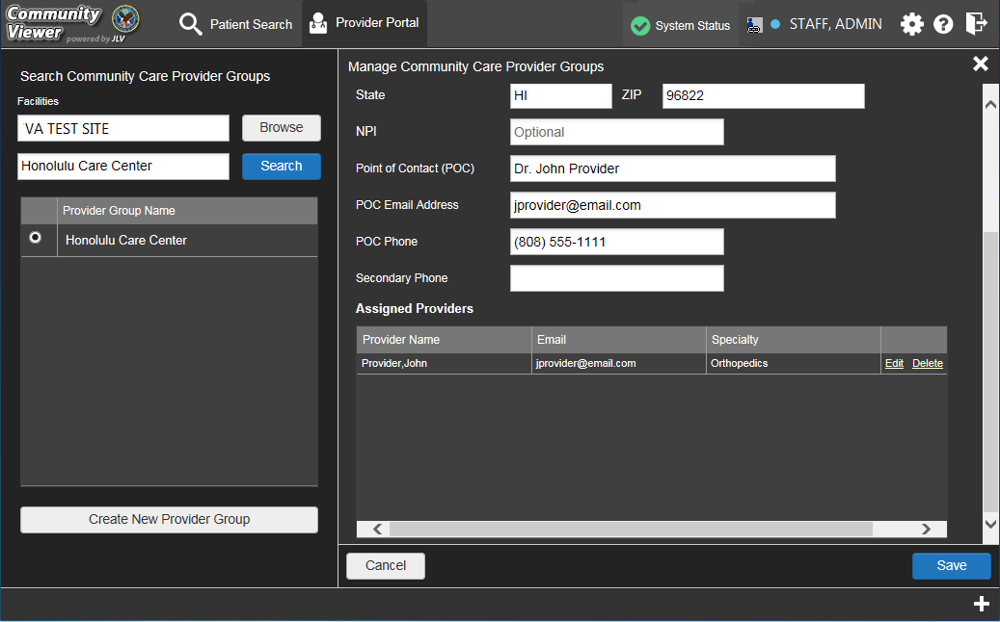 Community
Viewer powered by JLV
Patient Search
Provider Portal
System Status
STAFF, ADMIN
Search Community Care Provider Groups
Facilities
VA TEST SITE
Browse
Honolulu Care Center
Search
Provider Group Name
Honolulu Care Center
Create New Provider Group
Manage Community Care Provider Groups
State HI ZIP 96822
NPI Optional
Point of Contact (POC) Dr. John Provider
POC Email Address jprovider@email.com
POC Phone (808) 555-1111
Secondary Phone
Assigned Providers
Provider Name Email Specialty
Provider,John jprovider@email.com Orthopedics Edit Delete
Cancel
Save